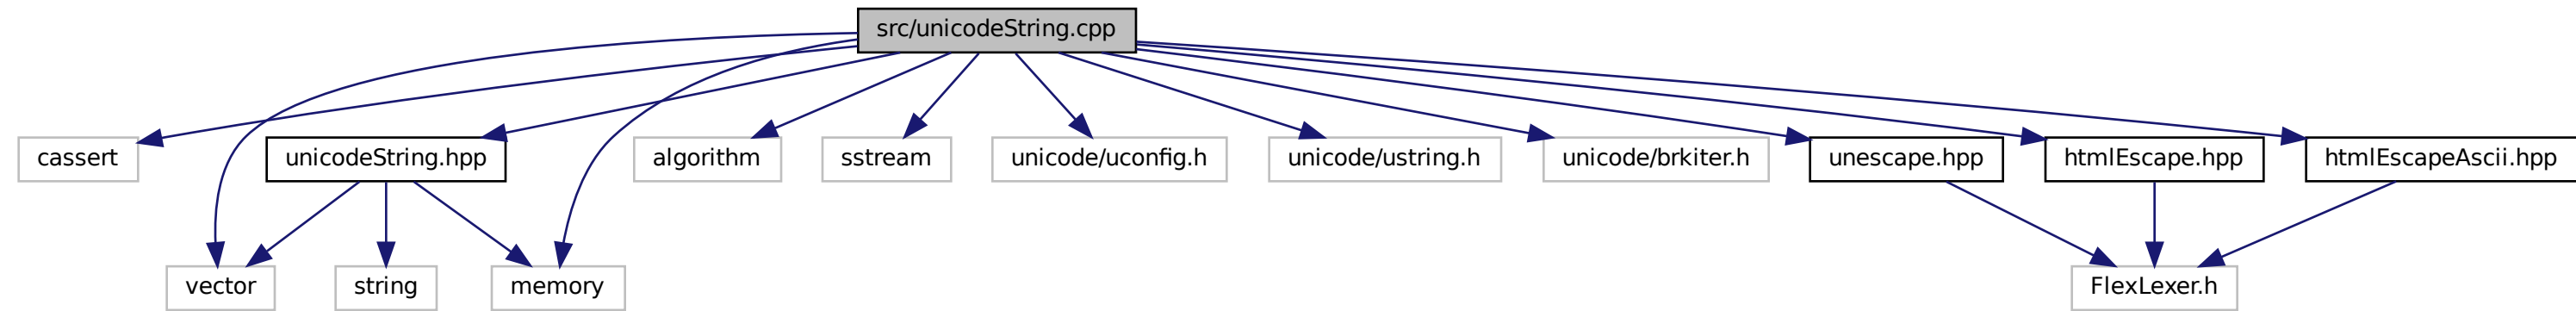 src/unicodeString.cpp
cassert
unicodeString.hpp
algorithm
sstream
unicode/uconfig.h
unicode/ustring.h
unicode/brkiter.h
unescape.hpp
htmlEscape.hpp
htmlEscapeAscii.hpp
vector
string
memory
FlexLexer.h